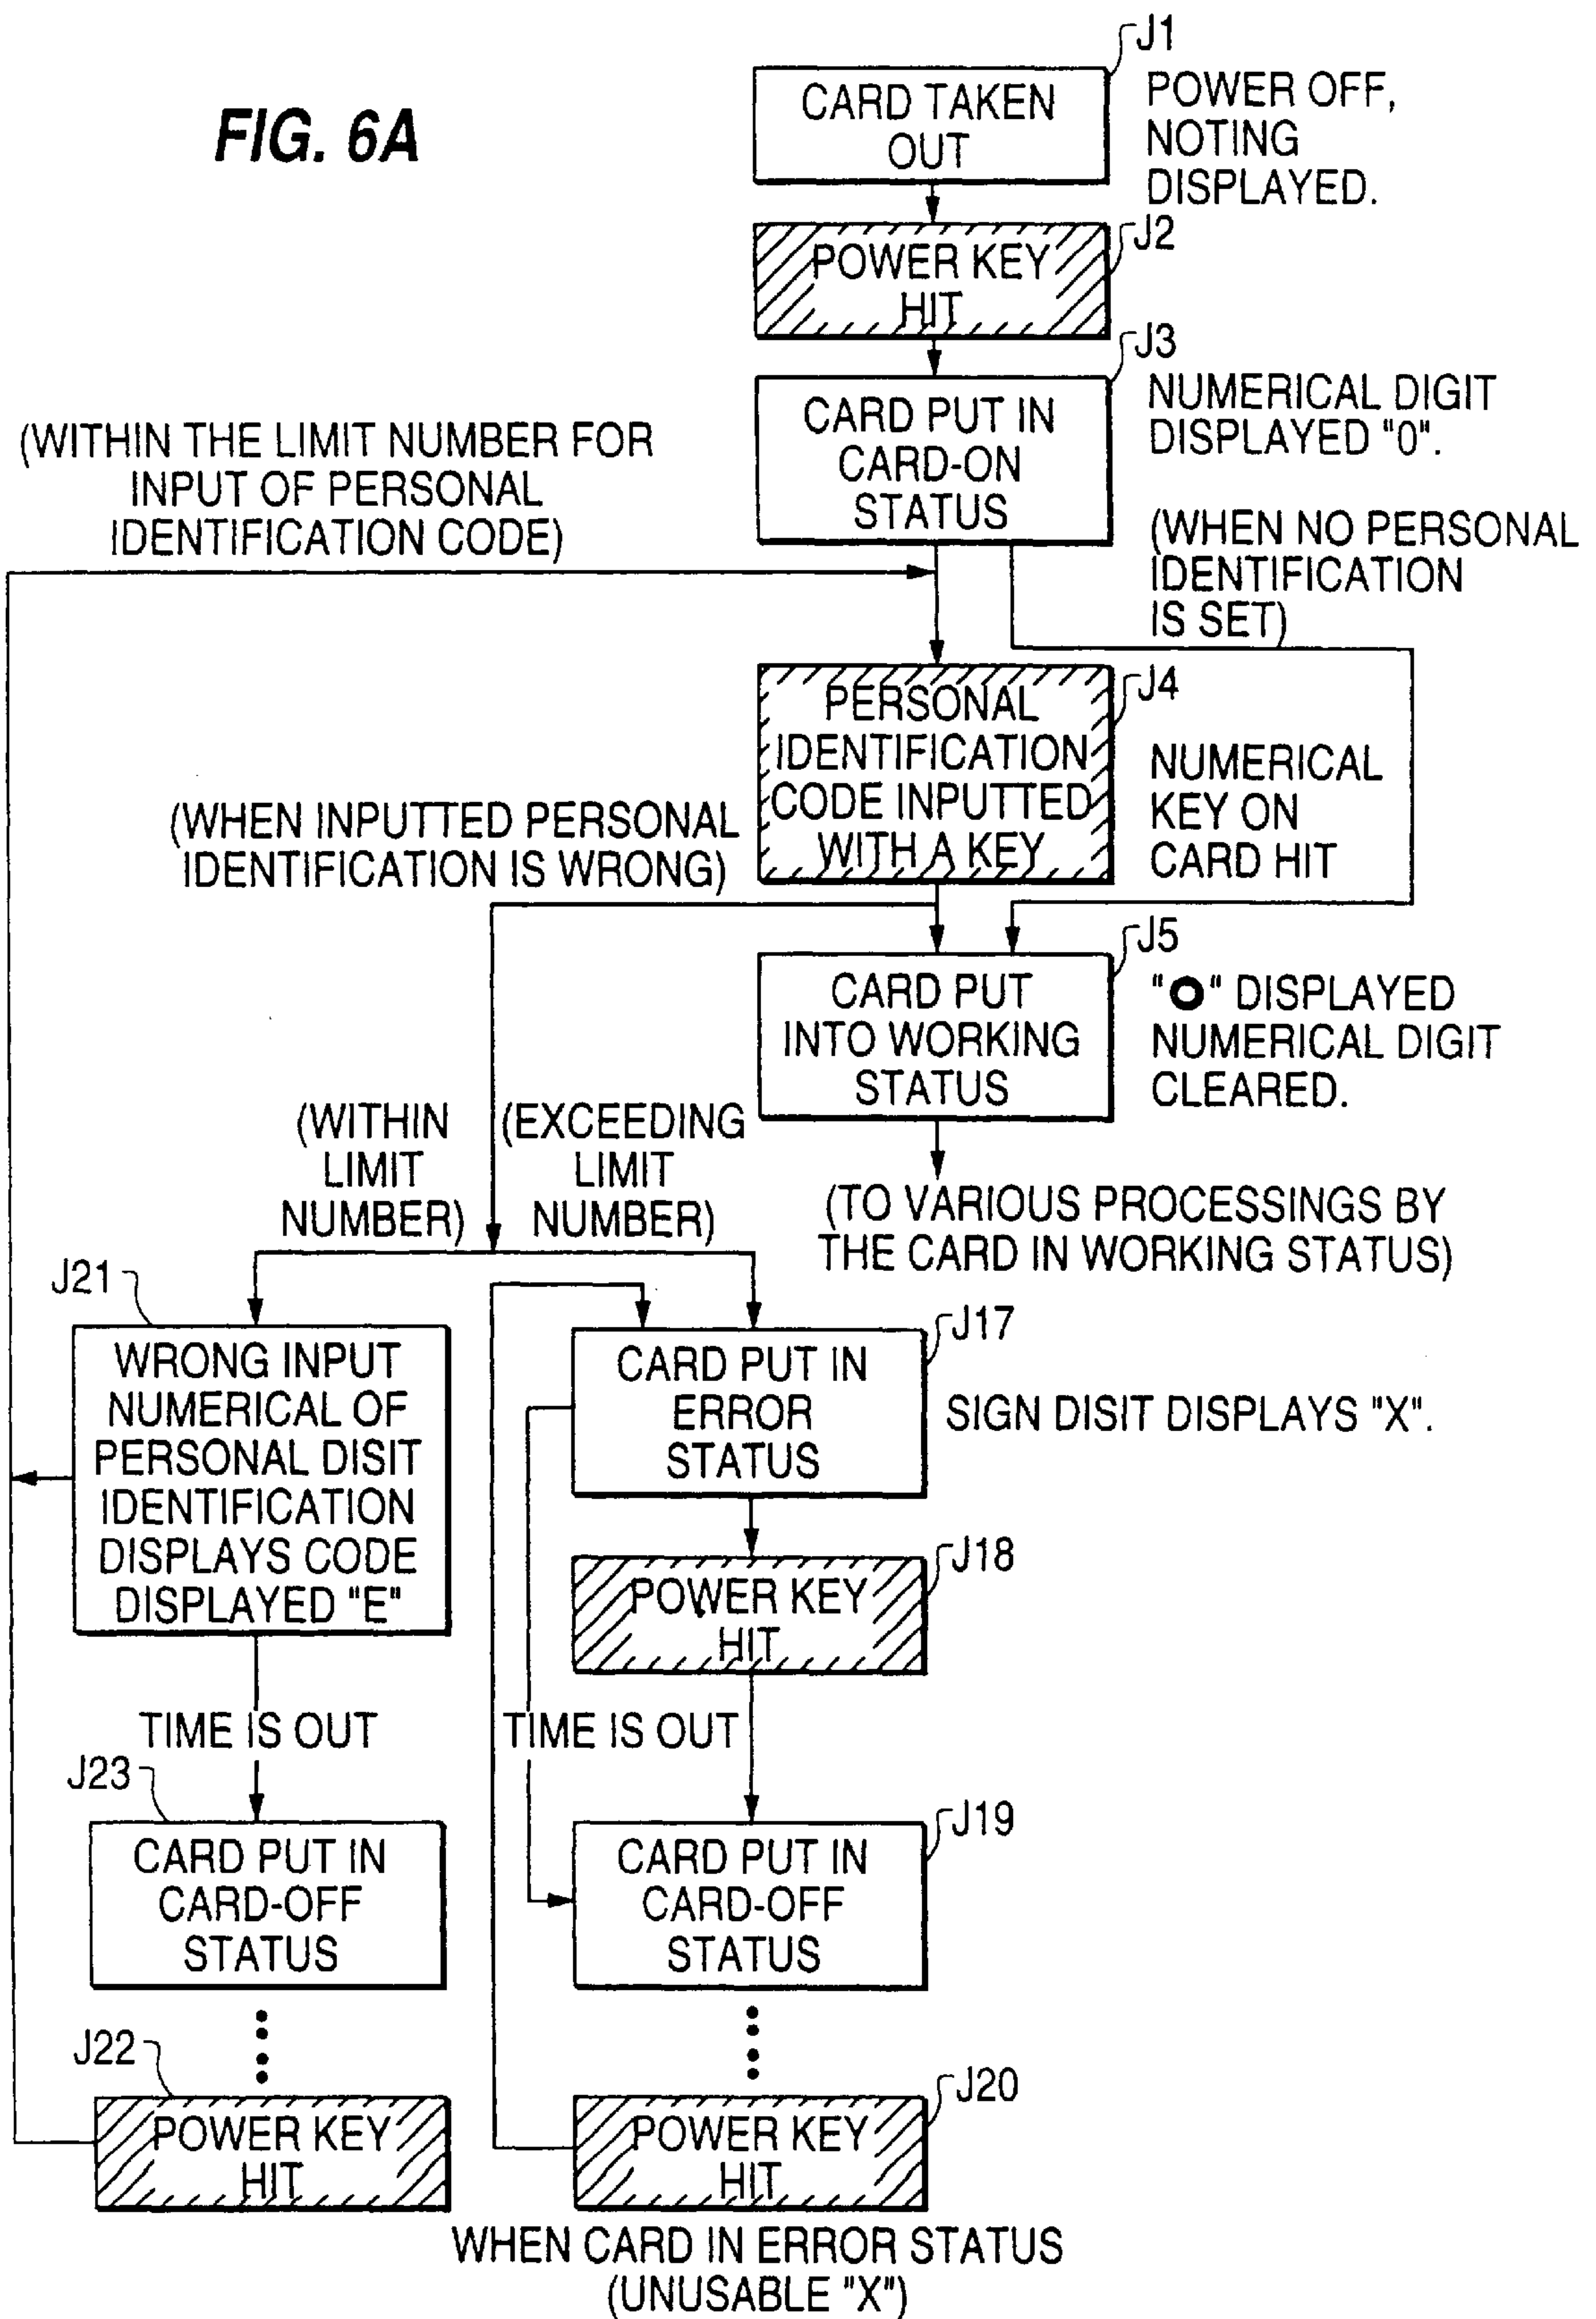 FIG. 6A
J1
CARD TAKEN
OUT
POWER OFF,
NOTING
DISPLAYED.
J2
POWER KEY
HIT
J3
CARD PUT IN
CARD-ON
STATUS
NUMERICAL DIGIT
DISPLAYED "0".
(WITHIN THE LIMIT NUMBER FOR
INPUT OF PERSONAL
IDENTIFICATION CODE)
(WHEN NO PERSONAL
IDENTIFICATION
IS SET)
J4
PERSONAL
IDENTIFICATION
CODE INPUTTED
WITH A KEY
NUMERICAL
KEY ON
CARD HIT
(WHEN INPUTTED PERSONAL
IDENTIFICATION IS WRONG)
J5
CARD PUT
INTO WORKING
STATUS
"O" DISPLAYED
NUMERICAL DIGIT
CLEARED.
(WITHIN
LIMIT
NUMBER)
(EXCEEDING
LIMIT
NUMBER)
(TO VARIOUS PROCESSINGS BY
THE CARD IN WORKING STATUS)
J21
WRONG INPUT
NUMERICAL OF
PERSONAL DISIT
IDENTIFICATION
DISPLAYS CODE
DISPLAYED "E"
J17
CARD PUT IN
ERROR
STATUS
SIGN DISIT DISPLAYS "X".
J18
POWER KEY
HIT
TIME IS OUT
TIME IS OUT
J23
CARD PUT IN
CARD-OFF
STATUS
J19
CARD PUT IN
CARD-OFF
STATUS
J22
POWER KEY
HIT
J20
POWER KEY
HIT
WHEN CARD IN ERROR STATUS
(UNUSABLE "X")